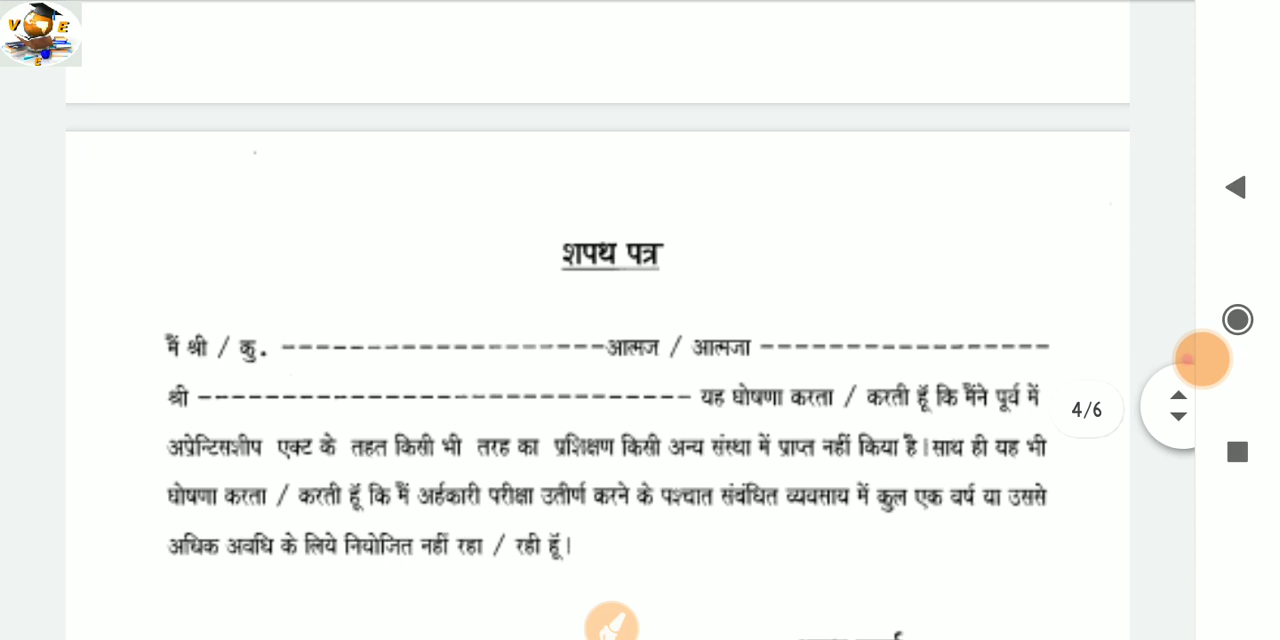 V E
E
शपथ पत्र
मैं श्री / कु. --------------------आत्मज / आत्मजा -----------------
श्री ----------------------------- यह घोषणा करता / करती हूॅ कि मैंने पूर्व में
4/6
अप्रेन्टिसशीप एक्ट के तहत किसी भी तरह का प्रशिक्षण किसी अन्य संस्था में प्राप्त नहीं किया है। साथ ही यह भी
घोषणा करता / करती हूॅ कि मैं अर्हकारी परीक्षा उतीर्ण करने के पश्चात संबंधित व्यवसाय में कुल एक वर्ष या उससे
अधिक अवधि के लिये नियोजित नहीं रहा / रही हूॅ।